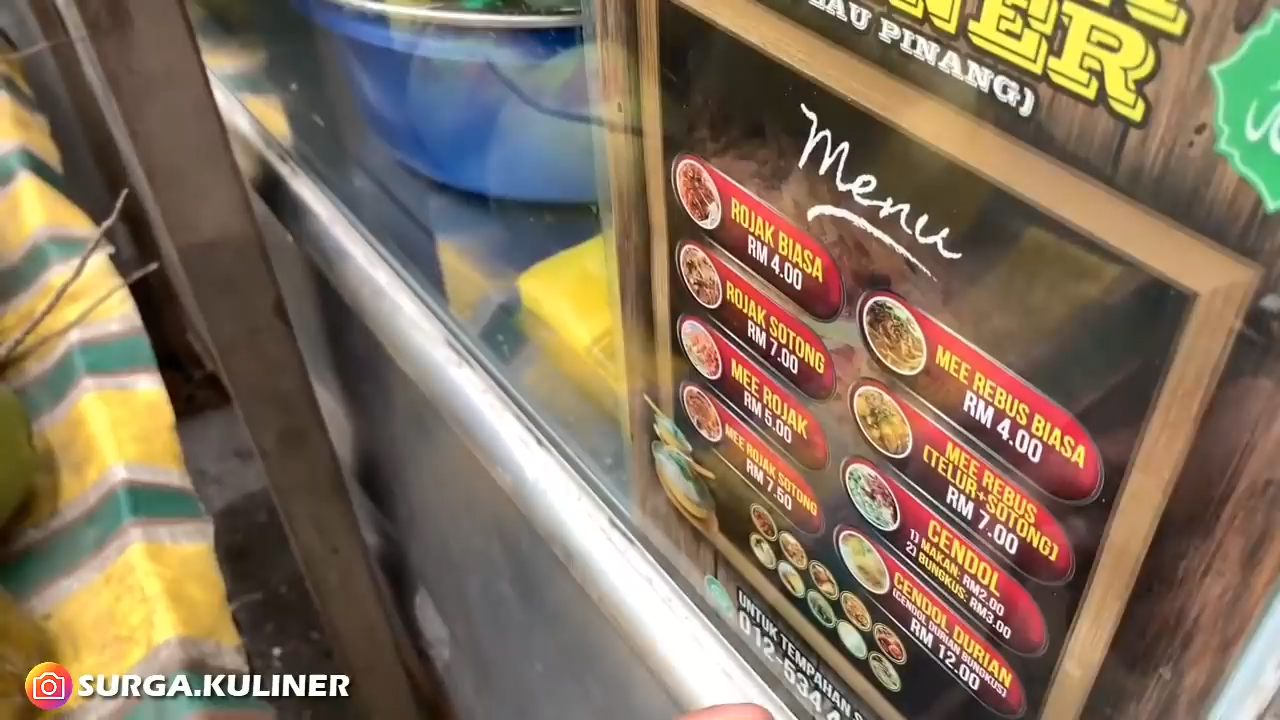 NER
AU PINANG)
Menu
ROJAK BIASA
RM 4.00
ROJAK SOTONG
RM 7.00
MEE ROJAK
RM 5.00
MEE ROJAK SOTONG
RM 7.50
MEE REBUS BIASA
RM 4.00
MEE REBUS
(TELUR+SOTONG)
RM 7.00
CENDOL
1) MAKAN: RM2.00
2) BUNGKUS: RM3.00
CENDOL DURIAN
(CENDOL DURIAN BUNGKUS)
RM 12.00
UNTUK TEMPAHAN
012-534
SURGA.KULINER